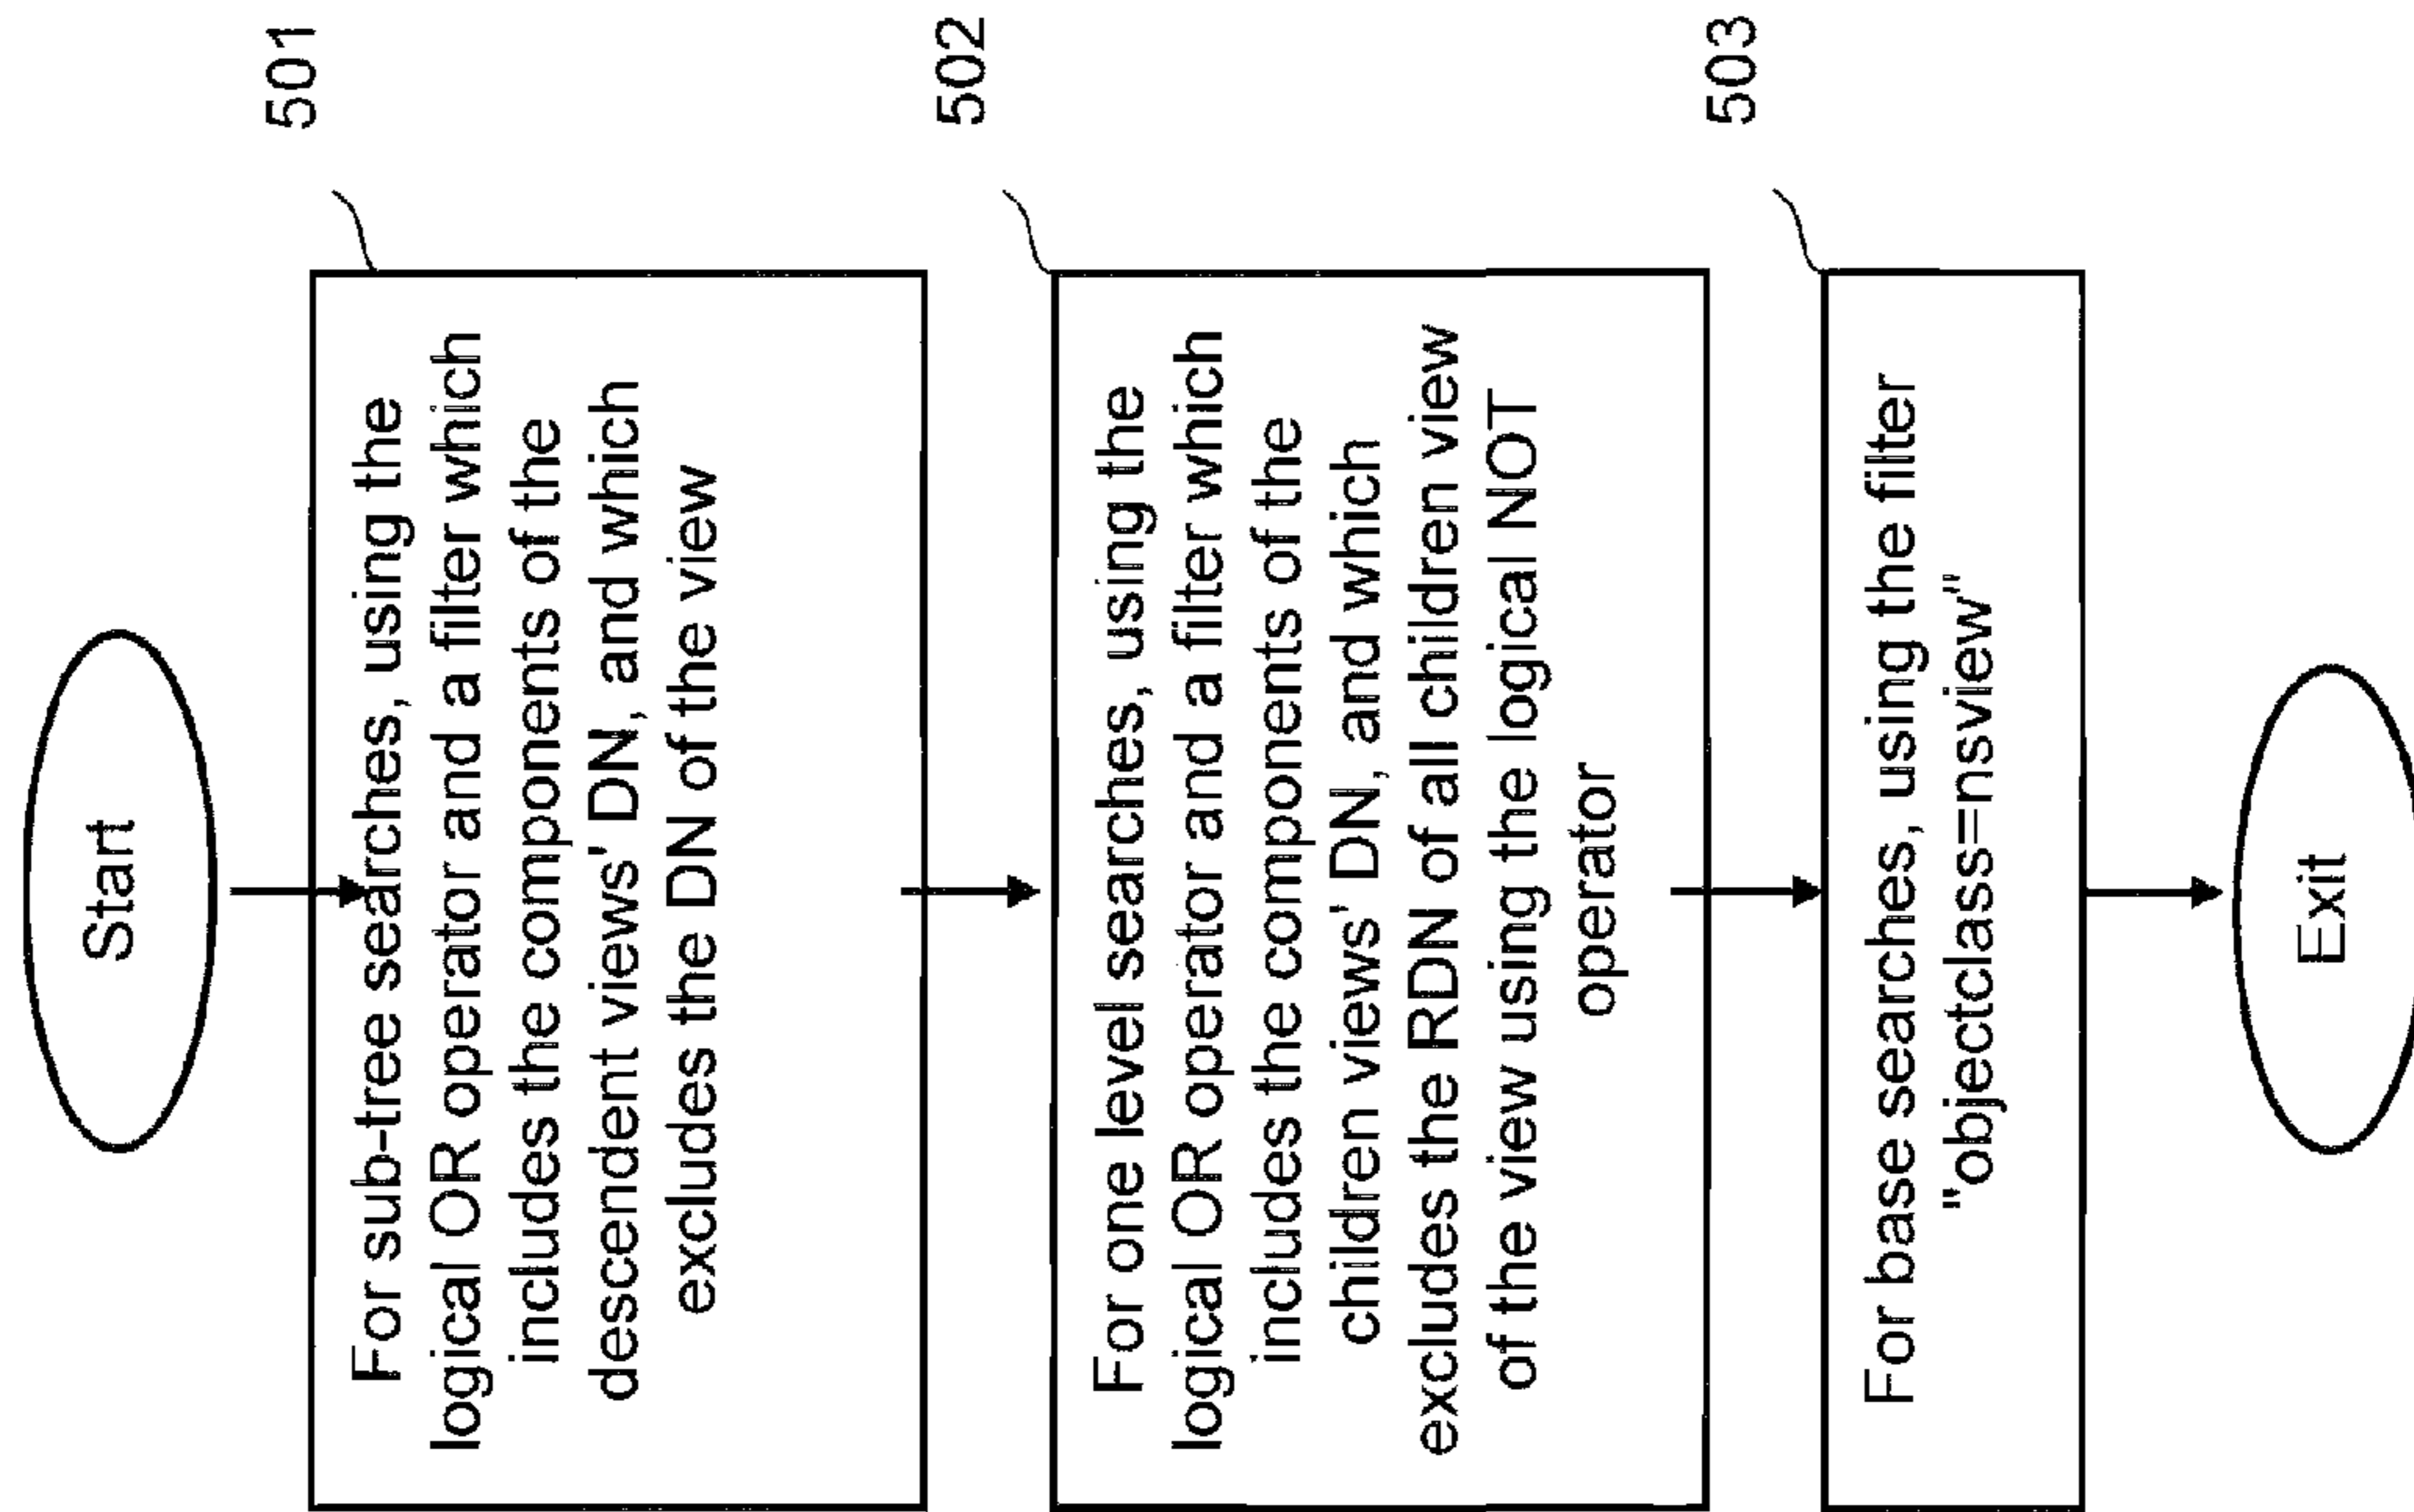 Start
501
For sub-tree searches, using the
logical OR operator and a filter which
includes the components of the
descendent views' DN, and which
excludes the DN of the view
502
For one level searches, using the
logical OR operator and a filter which
includes the components of the
children views' DN, and which
excludes the RDN of all children view
of the view using the logical NOT
operator
503
For base searches, using the filter
"objectclass=nsview"
Exit